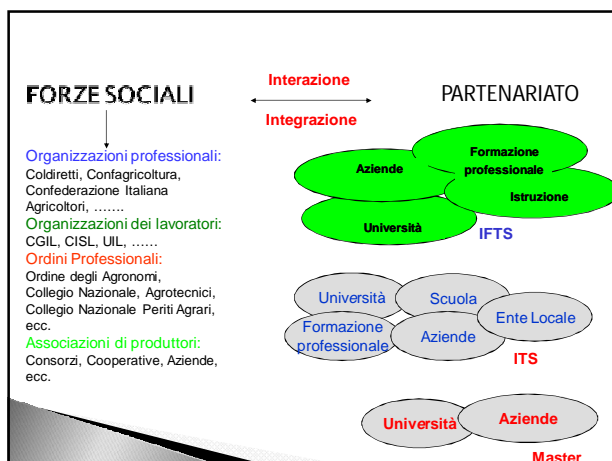 FORZE SOCIALI
Interazione
Integrazione
PARTENARIATO
Organizzazioni professionali:
Coldiretti, Confagricoltura,
Confederazione Italiana
Agricoltori, …….
Organizzazioni dei lavoratori:
CGIL, CISL, UIL, ……
Ordini Professionali:
Ordine degli Agronomi,
Collegio Nazionale, Agrotecnici,
Collegio Nazionale Periti Agrari,
ecc.
Associazioni di produttori:
Consorzi, Cooperative, Aziende,
ecc.
Aziende
Formazione
professionale
Istruzione
Università
IFTS
Università
Scuola
Ente Locale
Formazione
professionale
Aziende
ITS
Università
Aziende
Master